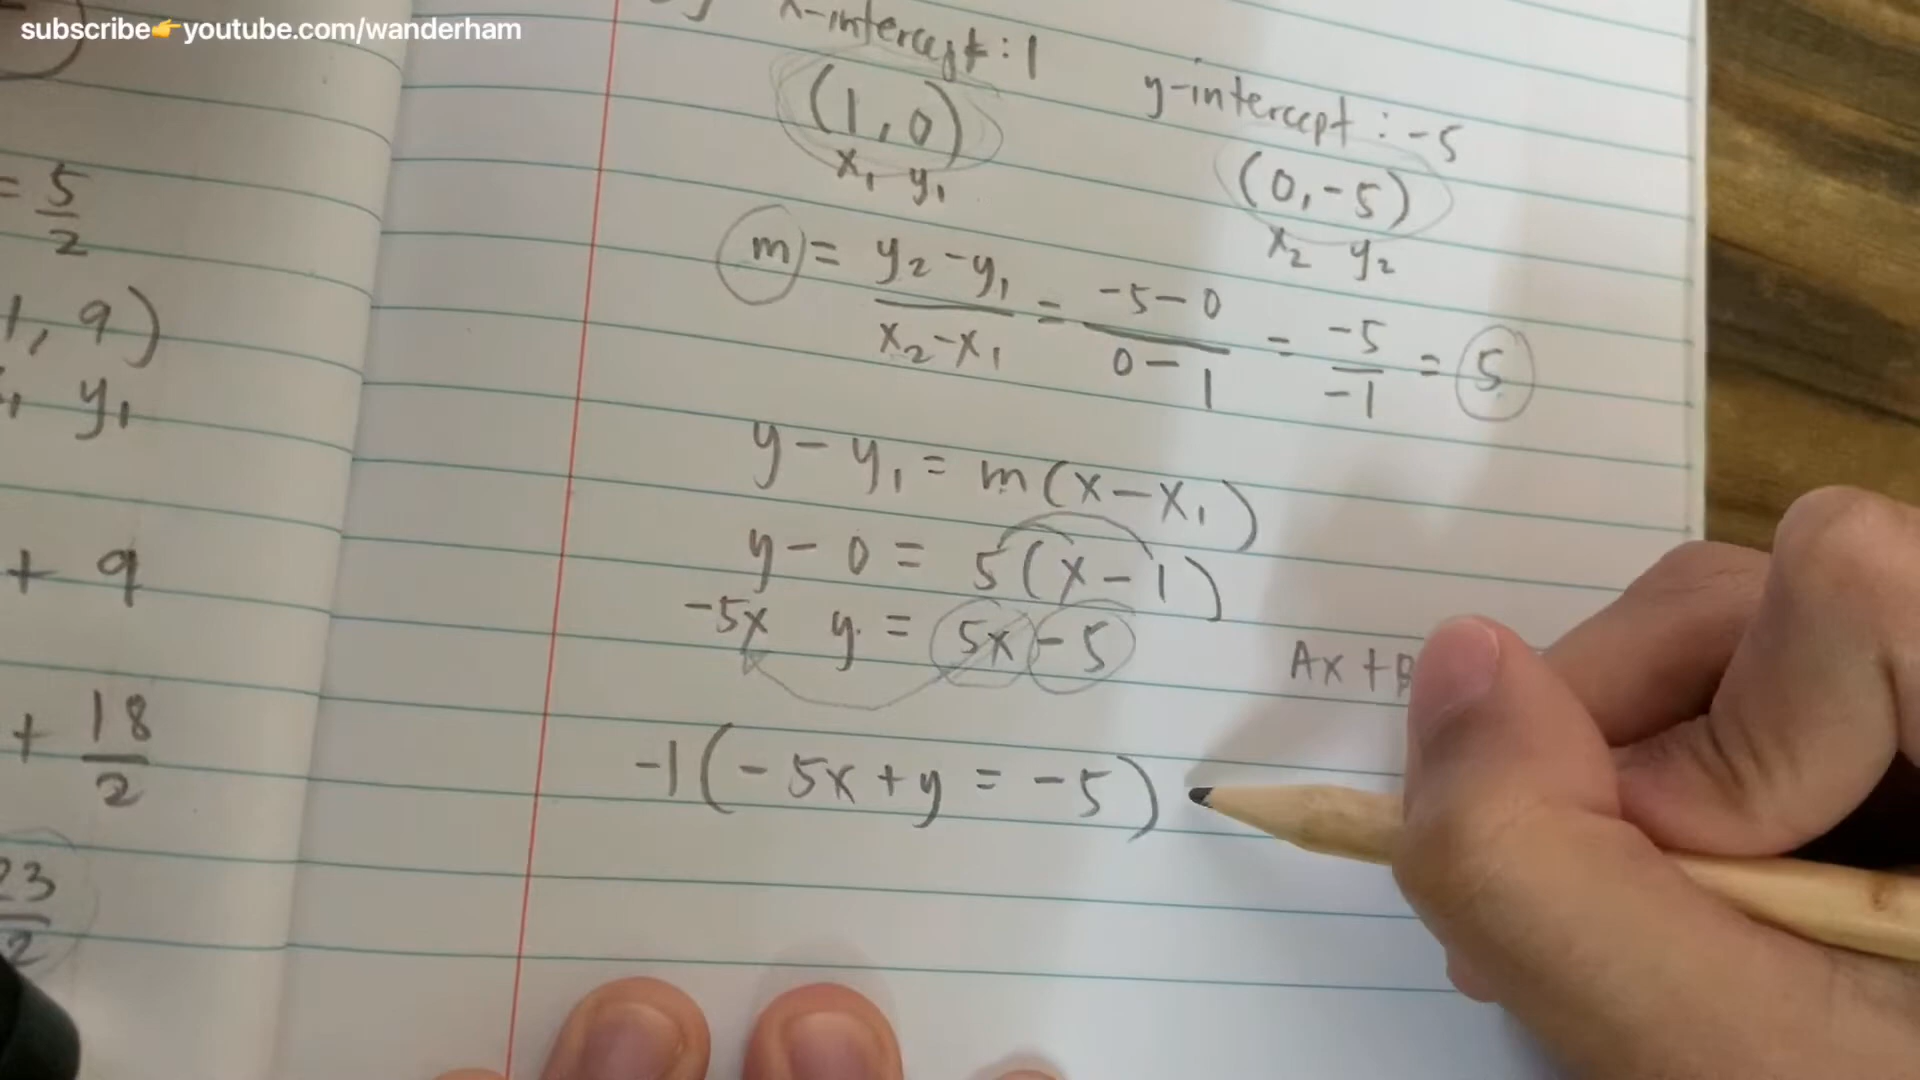 subscribe👉youtube.com/wanderham
x-intercept : 1
y-intercept : -5
(1, 0)
x₁ y₁
(0, -5)
x₂ y₂
m = y₂ - y₁ / x₂ - x₁ = -5 - 0 / 0 - 1 = -5 / -1 = 5
y - y₁ = m(x - x₁)
y - 0 = 5(x - 1)
-5x y = 5x - 5
Ax + B
-1(-5x + y = -5)
= 5/2
1, 9)
y₁
+ 9
+ 18/2
23/2